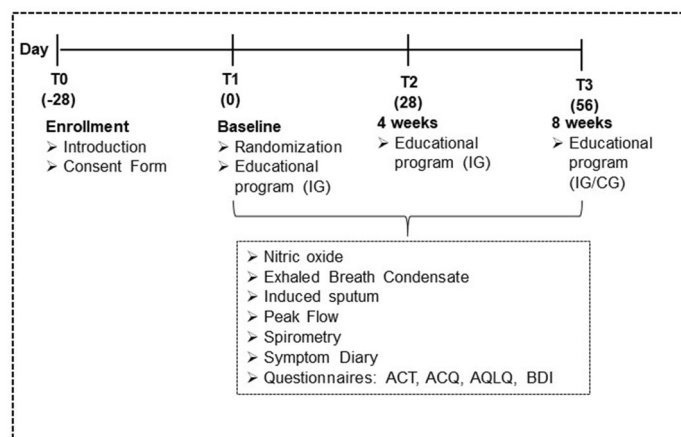 Day
T0
(-28)
Enrollment
➢ Introduction
➢ Consent Form
T1
(0)
Baseline
➢ Randomization
➢ Educational
program (IG)
T2
(28)
4 weeks
➢ Educational
program (IG)
T3
(56)
8 weeks
➢ Educational
program
(IG/CG)
➢ Nitric oxide
➢ Exhaled Breath Condensate
➢ Induced sputum
➢ Peak Flow
➢ Spirometry
➢ Symptom Diary
➢ Questionnaires: ACT, ACQ, AQLQ, BDI